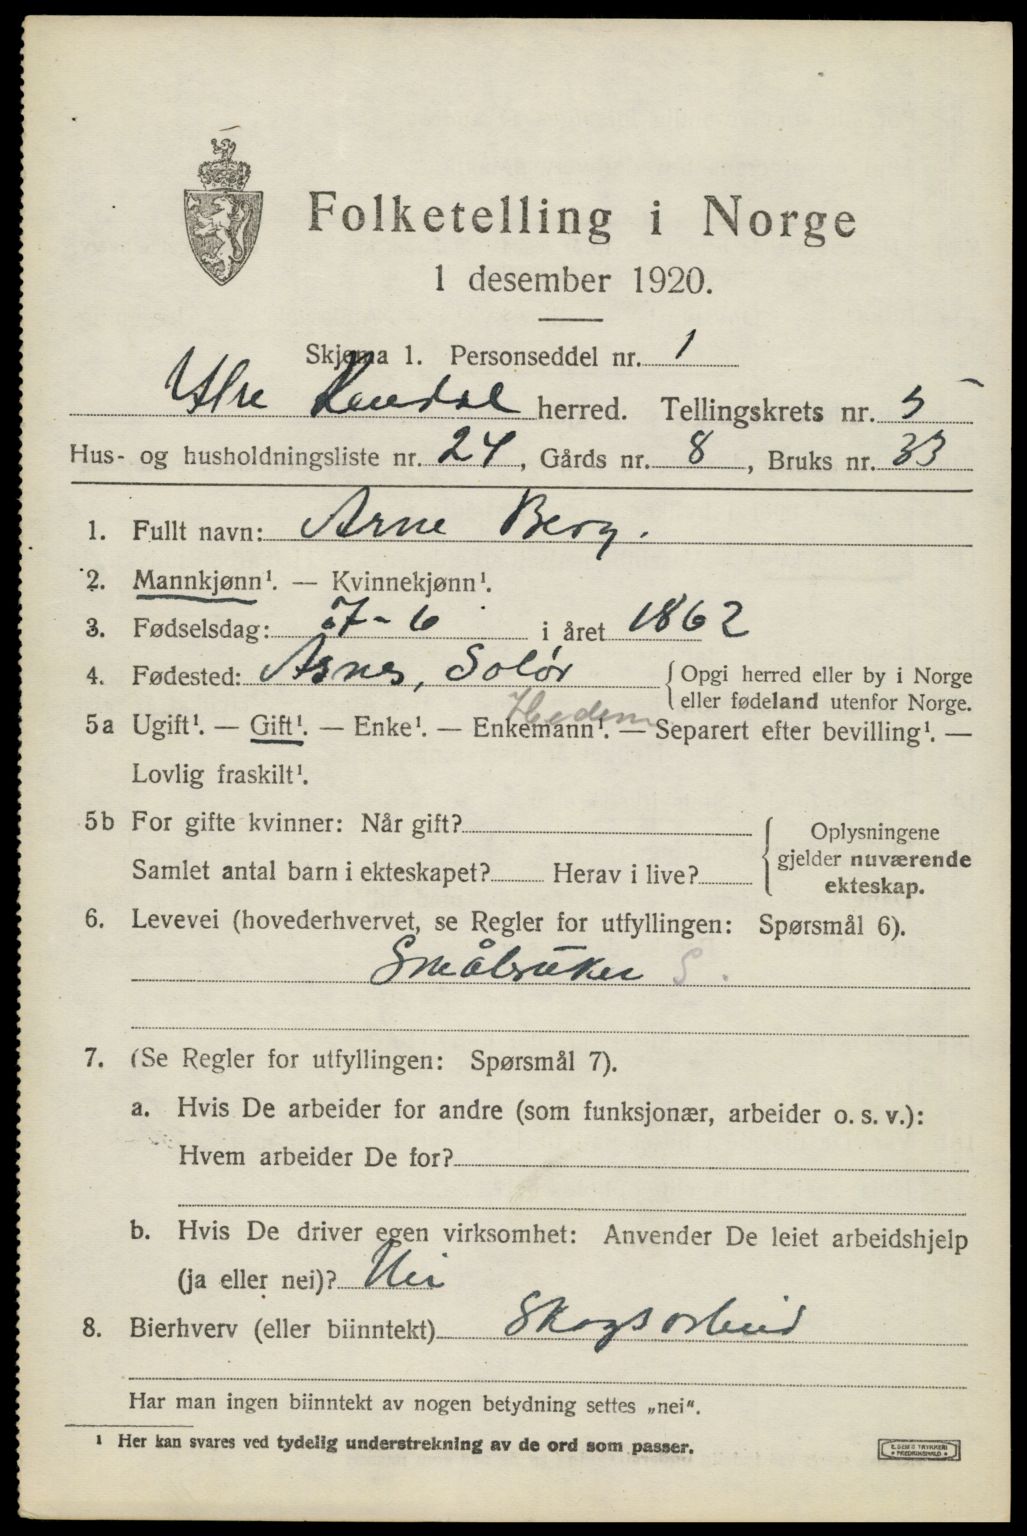 Folketelling i Norge
1 desember 1920.
Skjema 1. Personseddel nr. 1
Ytre Rendal herred. Tellingskrets nr. 5
Hus- og husholdningsliste nr. 24, Gårds nr. 8, Bruks nr. 33
1. Fullt navn: Arne Berg.
2. Mannkjønn¹. — Kvinnekjønn¹.
3. Fødselsdag: 7-6 i året 1862
4. Fødested: Åsnes, Solør { Opgi herred eller by i Norge
eller fødeland utenfor Norge.
Hedem
5a Ugift¹. — Gift¹. — Enke¹. — Enkemann¹. — Separert efter bevilling¹. —
Lovlig fraskilt¹.
5b For gifte kvinner: Når gift?
Samlet antal barn i ekteskapet? Herav i live?
{ Oplysningene
gjelder nuværende
ekteskap.
6. Levevei (hovederhvervet, se Regler for utfyllingen: Spørsmål 6).
Småbruker S.
7. (Se Regler for utfyllingen: Spørsmål 7).
a. Hvis De arbeider for andre (som funksjonær, arbeider o. s. v.):
Hvem arbeider De for?
b. Hvis De driver egen virksomhet: Anvender De leiet arbeidshjelp
(ja eller nei)? Nei
8. Bierhverv (eller biinntekt) Skogsarbeid
Har man ingen biinntekt av nogen betydning settes „nei".
¹ Her kan svares ved tydelig understrekning av de ord som passer.
E. SEM'S TRYKKERI
FREDRIKSHALD